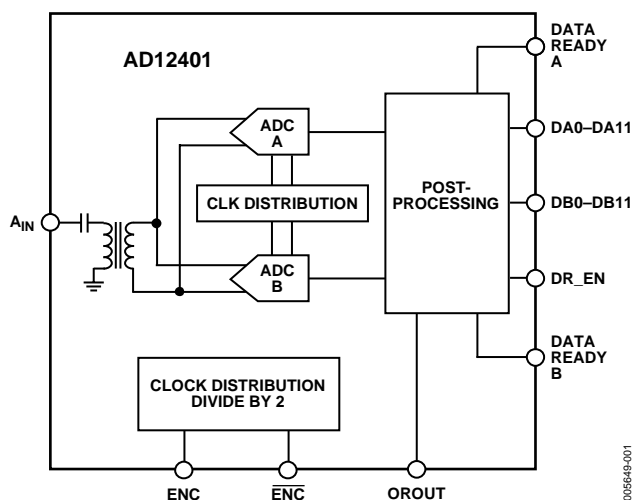 AD12401
DATA
READY
A
ADC
A
DA0–DA11
CLK DISTRIBUTION
POST-
PROCESSING
DB0–DB11
AIN
ADC
B
DR_EN
DATA
READY
B
CLOCK DISTRIBUTION
DIVIDE BY 2
ENC
ENC
OROUT
005649-001